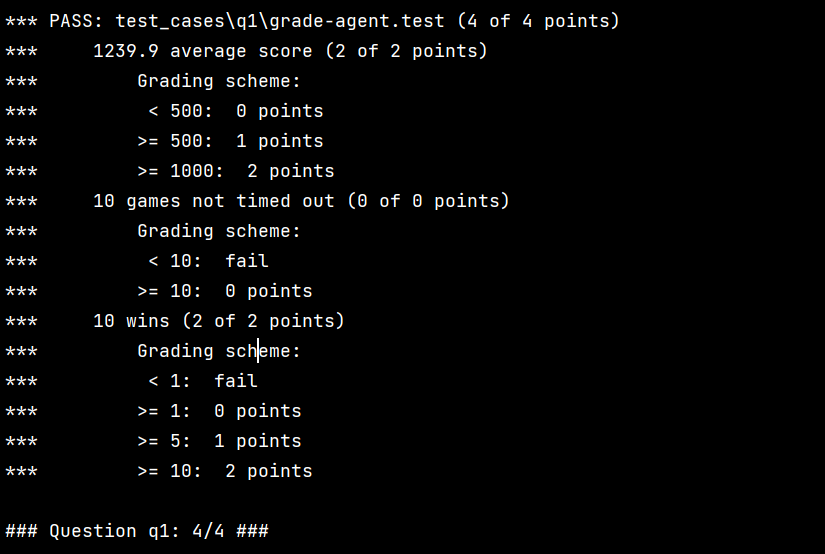 *** PASS: test_cases\q1\grade-agent.test (4 of 4 points)
***     1239.9 average score (2 of 2 points)
***         Grading scheme:
***          < 500:  0 points
***         >= 500:  1 points
***         >= 1000:  2 points
***     10 games not timed out (0 of 0 points)
***         Grading scheme:
***          < 10:  fail
***         >= 10:  0 points
***     10 wins (2 of 2 points)
***         Grading scheme:
***          < 1:  fail
***         >= 1:  0 points
***         >= 5:  1 points
***         >= 10:  2 points
### Question q1: 4/4 ###